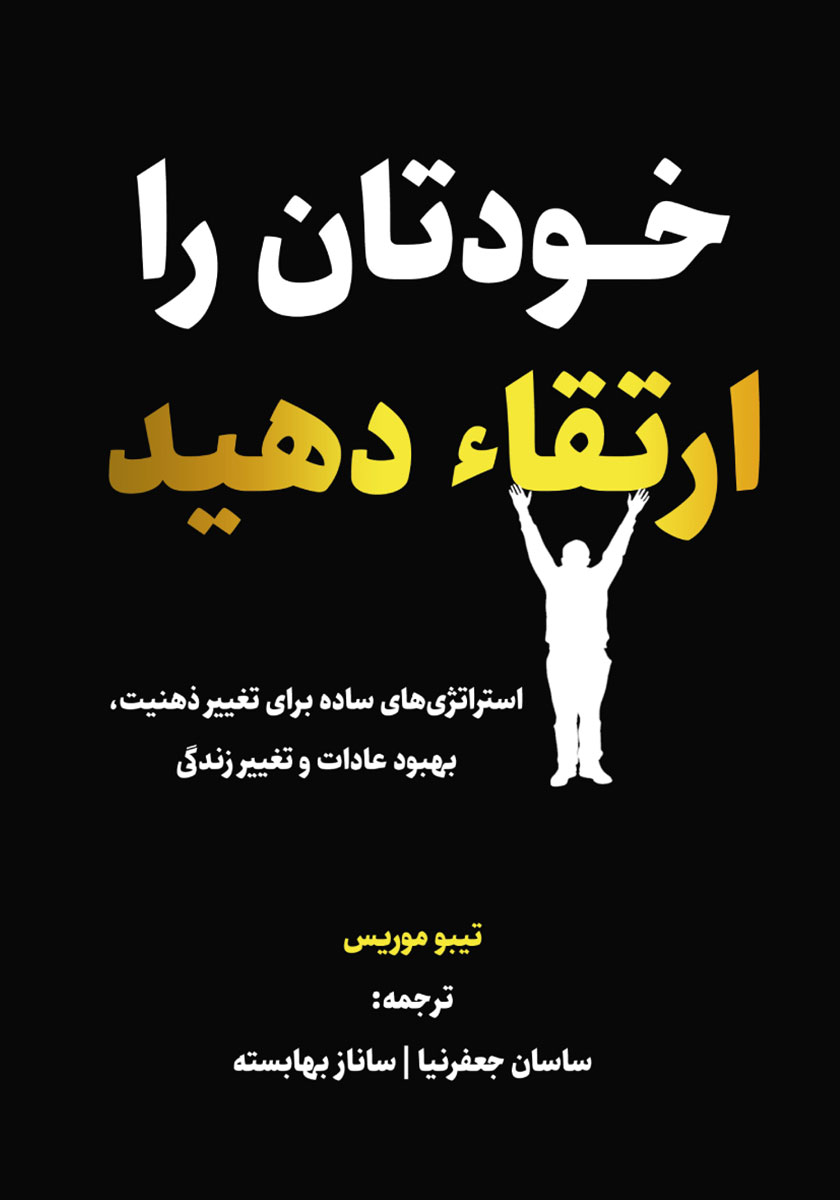 خودتان را
ارتقاء دهید
استراتژی‌های ساده برای تغییر ذهنیت،
بهبود عادات و تغییر زندگی
تیبو موریس
ترجمه:
ساسان جعفرنیا | ساناز بهابسته